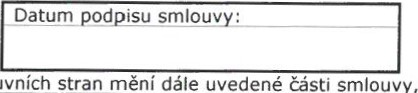 Datum podpisu smlouvy:
uvních stran mění dále uvedené části smlouvy,